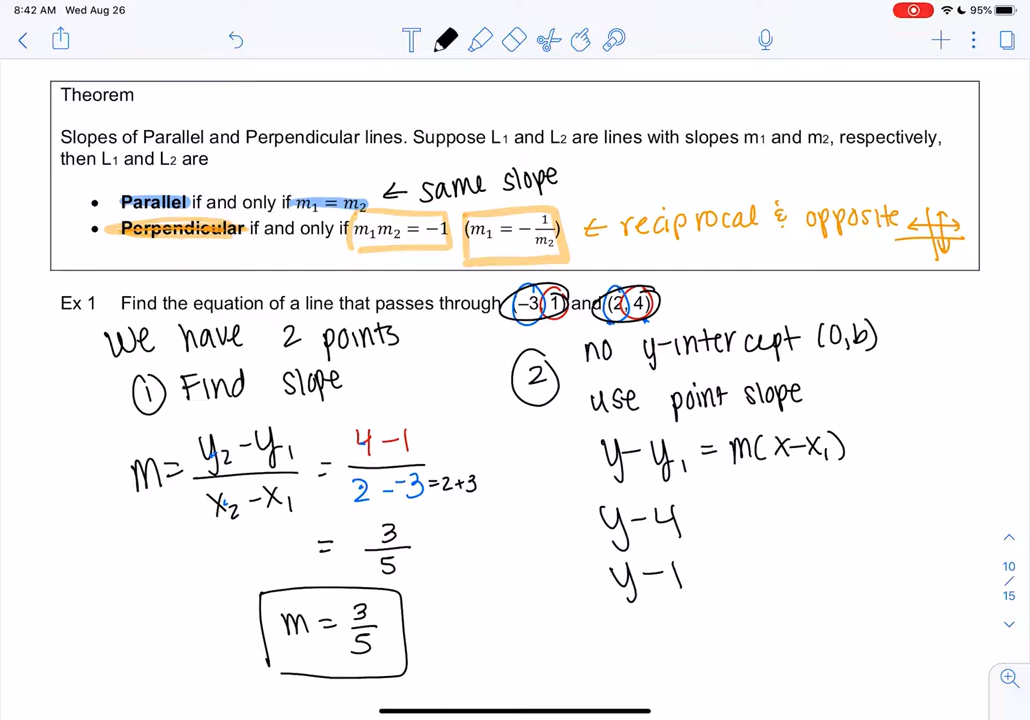 8:42 AM Wed Aug 26
95%
Theorem
Slopes of Parallel and Perpendicular lines. Suppose L₁ and L₂ are lines with slopes m₁ and m₂, respectively,
then L₁ and L₂ are
• Parallel if and only if m₁ = m₂ ← same slope
• Perpendicular if and only if m₁m₂ = −1 (m₁ = −1/m₂) ← reciprocal & opposite
Ex 1 Find the equation of a line that passes through (−3, 1) and (2, 4)
We have 2 points
① Find slope
m = (y₂ − y₁)/(x₂ − x₁) = (4 − 1)/(2 − −3) = 2 + 3
= 3/5
m = 3/5
② no y-intercept (0, b)
use point slope
y − y₁ = m(x − x₁)
y − 4
y − 1
10
/
15